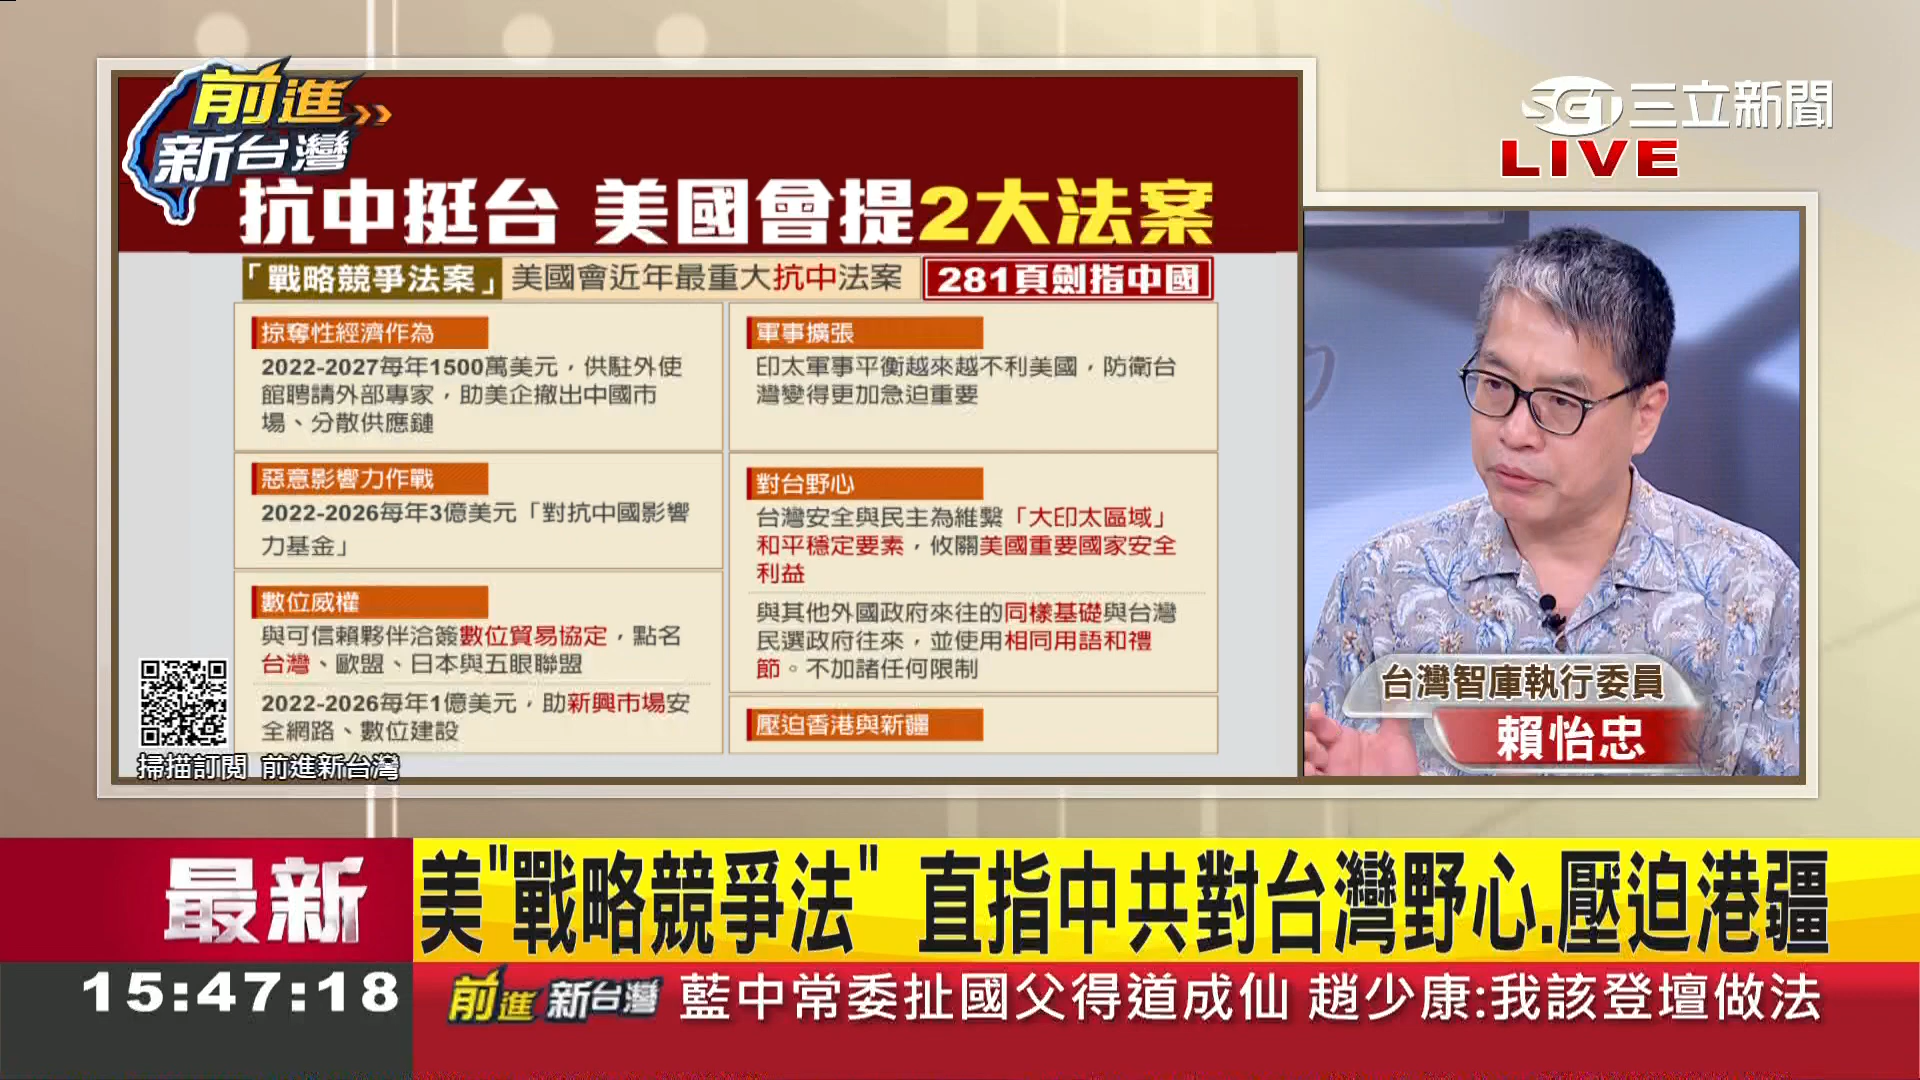 前進
新台灣
抗中挺台 美國會提2大法案
「戰略競爭法案」 美國會近年最重大抗中法案 281頁劍指中國
掠奪性經濟作為
2022-2027每年1500萬美元，供駐外使
館聘請外部專家，助美企撤出中國市
場、分散供應鏈
惡意影響力作戰
2022-2026每年3億美元「對抗中國影響
力基金」
數位威權
與可信賴夥伴洽簽數位貿易協定，點名
台灣、歐盟、日本與五眼聯盟
2022-2026每年1億美元，助新興市場安
全網路、數位建設
軍事擴張
印太軍事平衡越來越不利美國，防衛台
灣變得更加急迫重要
對台野心
台灣安全與民主為維繫「大印太區域」
和平穩定要素，攸關美國重要國家安全
利益
與其他外國政府來往的同樣基礎與台灣
民選政府往來，並使用相同用語和禮
節。不加諸任何限制
壓迫香港與新疆
掃描訂閱 前進新台灣
SET三立新聞
LIVE
台灣智庫執行委員
賴怡忠
最新
美"戰略競爭法" 直指中共對台灣野心.壓迫港疆
15:47:18
前進新台灣 藍中常委扯國父得道成仙 趙少康:我該登壇做法